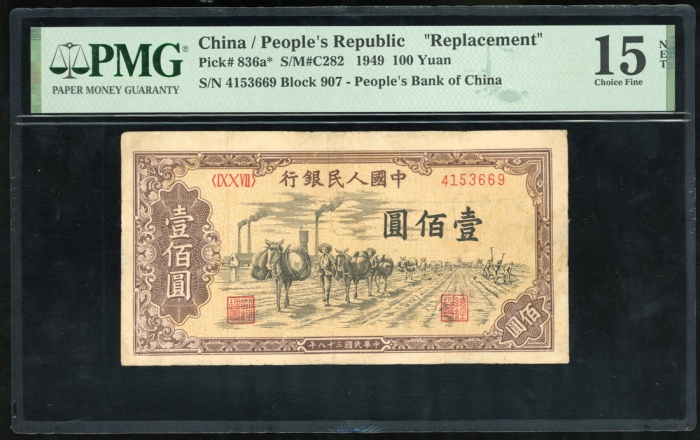 PMG
PAPER MONEY GUARANTY
China / People's Republic "Replacement"
Pick# 836a* S/M#C282 1949 100 Yuan
S/N 4153669 Block 907 - People's Bank of China
15
NET
Choice Fine
〈IXXVII〉
行銀民人國中
4153669
圓佰壹
壹佰圓
佰圓
年八十三國民華中